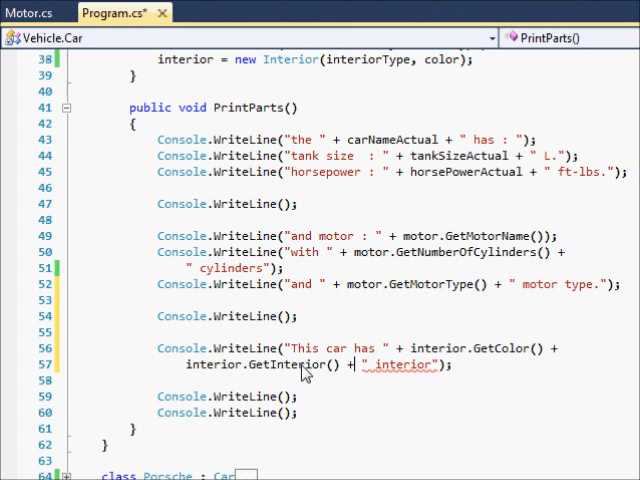 Motor.cs Program.cs*
Vehicle.Car PrintParts()
38 interior = new Interior(interiorType, color);
39 }
40
41 public void PrintParts()
42 {
43 Console.WriteLine("the " + carNameActual + " has : ");
44 Console.WriteLine("tank size  : " + tankSizeActual + " L.");
45 Console.WriteLine("horsepower : " + horsePowerActual + " ft-lbs.");
46
47 Console.WriteLine();
48
49 Console.WriteLine("and motor : " + motor.GetMotorName());
50 Console.WriteLine("with " + motor.GetNumberOfCylinders() +
51 " cylinders");
52 Console.WriteLine("and " + motor.GetMotorType() + " motor type.");
53
54 Console.WriteLine();
55
56 Console.WriteLine("This car has " + interior.GetColor() +
57 interior.GetInterior() + " interior");
58
59 Console.WriteLine();
60 Console.WriteLine();
61 }
62 }
63
64 class Porsche : Car...